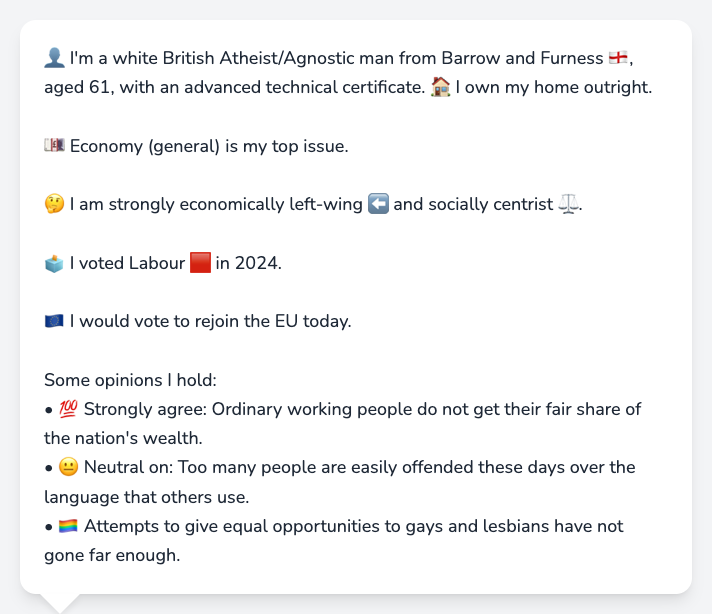 👤 I'm a white British Atheist/Agnostic man from Barrow and Furness 🏴󠁧󠁢󠁥󠁮󠁧󠁿,
aged 61, with an advanced technical certificate. 🏠 I own my home outright.
💷 Economy (general) is my top issue.
🤔 I am strongly economically left-wing ⬅️ and socially centrist ⚖️.
🗳️ I voted Labour 🟥 in 2024.
🇪🇺 I would vote to rejoin the EU today.
Some opinions I hold:
• 💯 Strongly agree: Ordinary working people do not get their fair share of
the nation's wealth.
• 😐 Neutral on: Too many people are easily offended these days over the
language that others use.
• 🏳️‍🌈 Attempts to give equal opportunities to gays and lesbians have not
gone far enough.